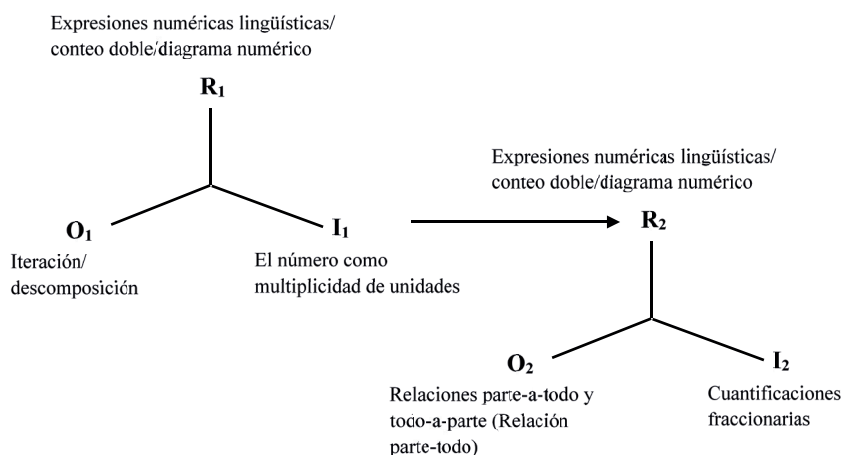 Expresiones numéricas lingüísticas/
conteo doble/diagrama numérico
R₁
O₁
Iteración/
descomposición
I₁
El número como
multiplicidad de unidades
Expresiones numéricas lingüísticas/
conteo doble/diagrama numérico
R₂
O₂
Relaciones parte-a-todo y
todo-a-parte (Relación
parte-todo)
I₂
Cuantificaciones
fraccionarias